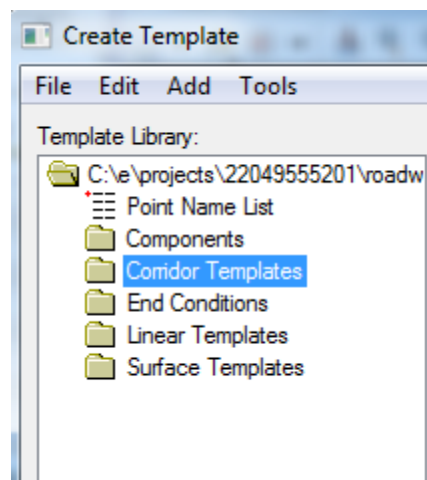 Create Template
File Edit Add Tools
Template Library:
C:\e\projects\22049555201\roadw
Point Name List
Components
Corridor Templates
End Conditions
Linear Templates
Surface Templates